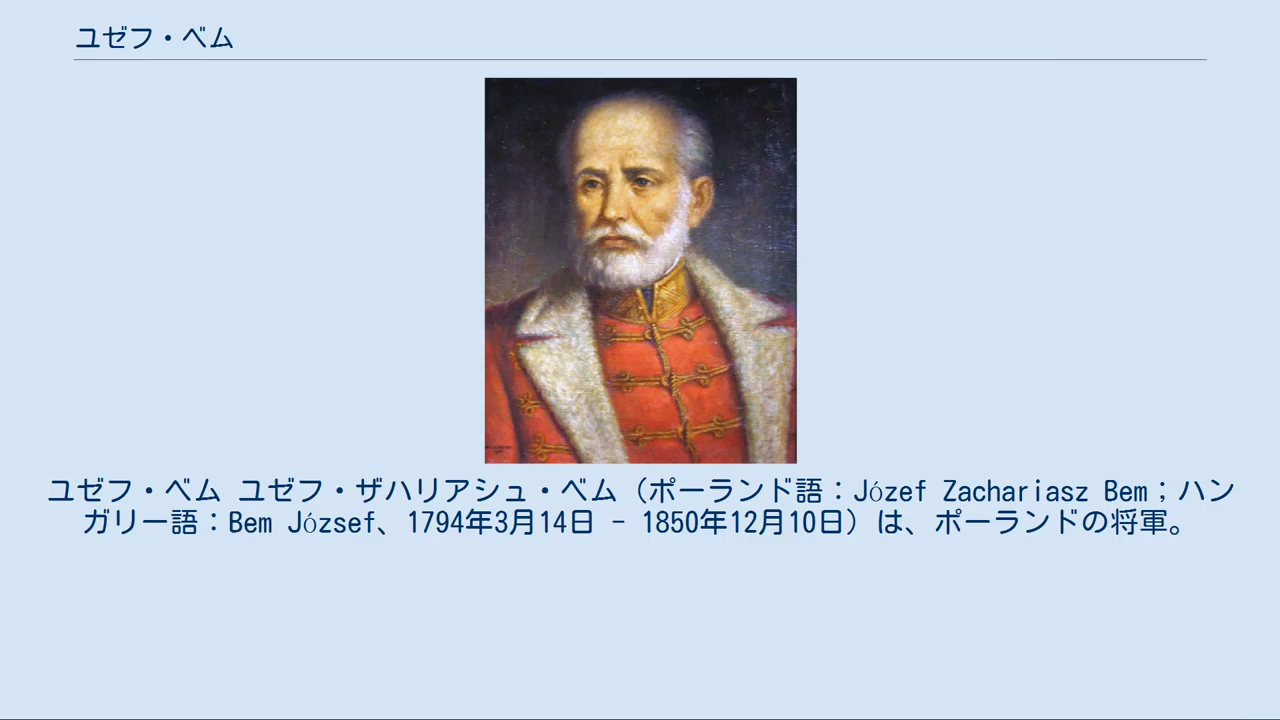 ユゼフ・ベム
ユゼフ・ベム ユゼフ・ザハリアシュ・ベム（ポーランド語：Józef Zachariasz Bem；ハン
ガリー語：Bem József、1794年3月14日 - 1850年12月10日）は、ポーランドの将軍。